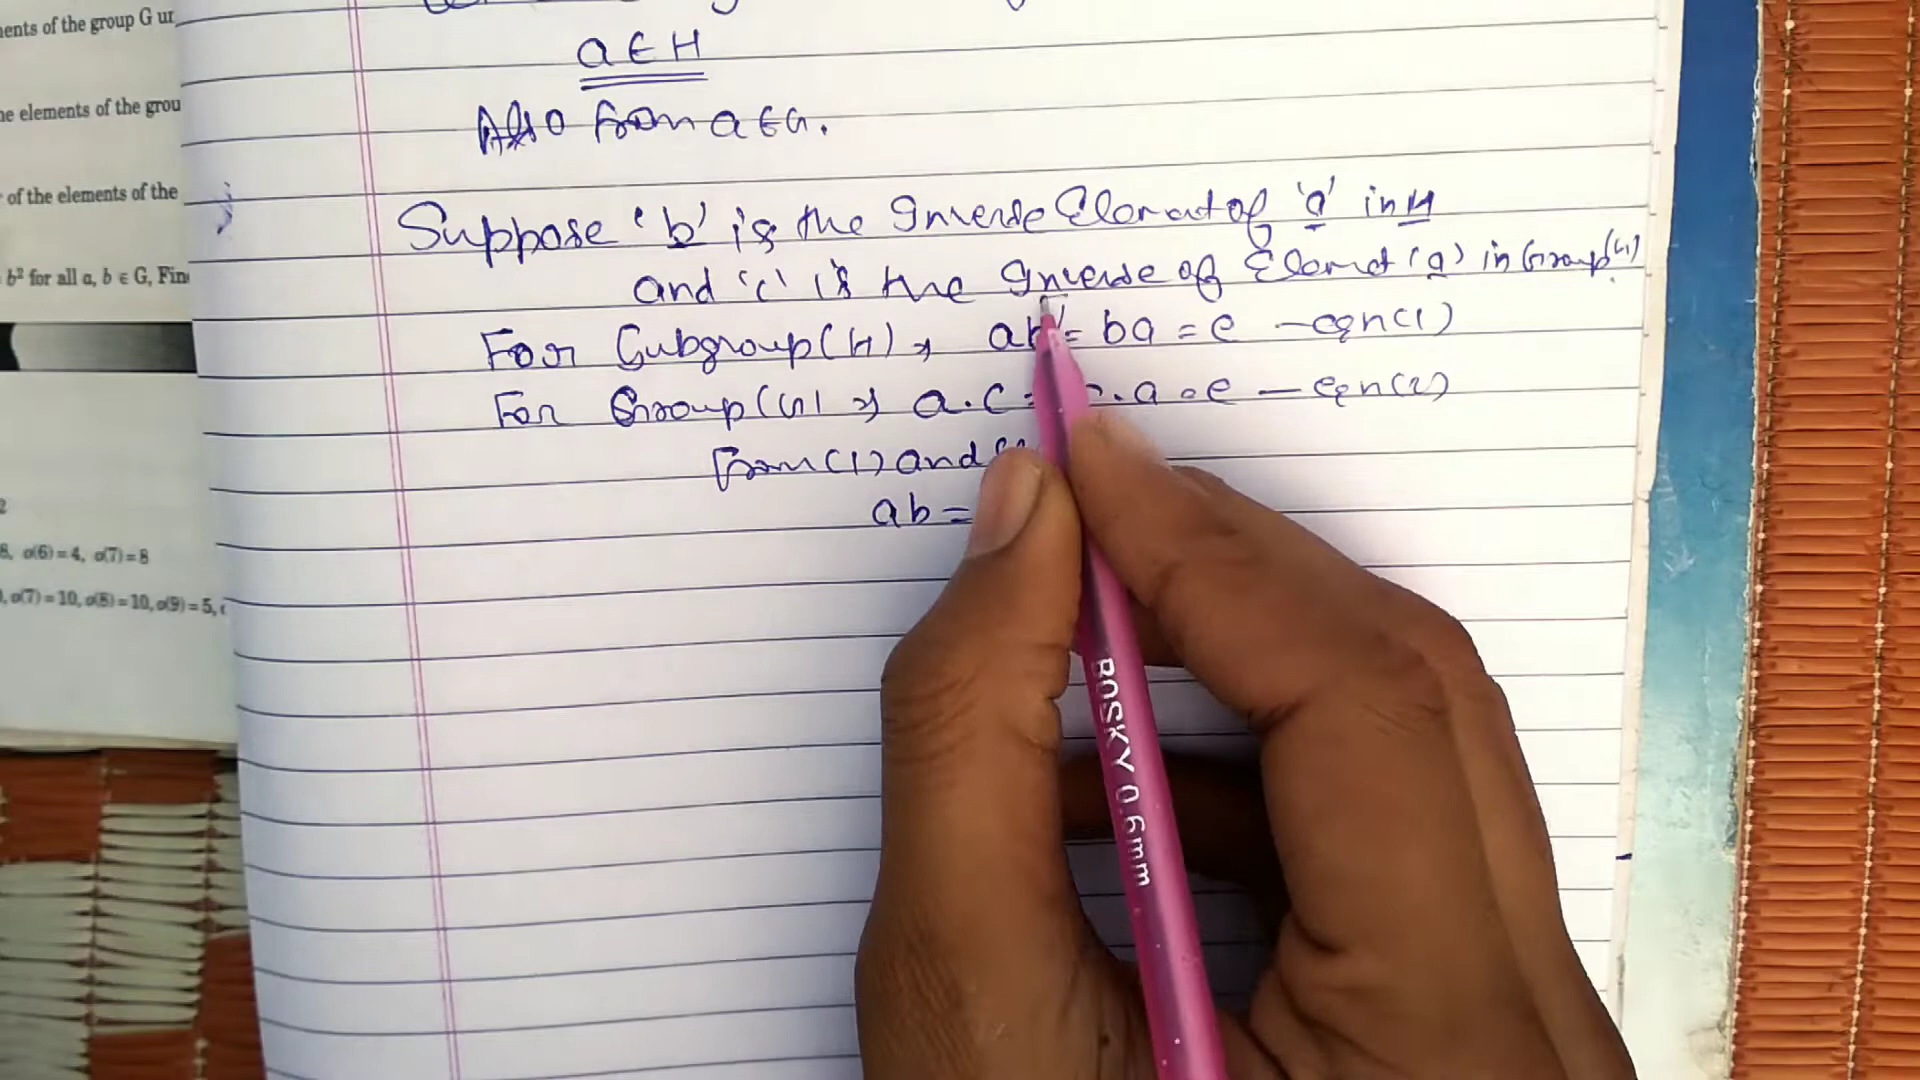 ents of the group G
a ∈ H
Also from a ∈ G.
e elements of the grou
of the elements of the
Suppose 'b' is the Inverse Element of 'a' in H
b² for all a, b ∈ G, Fin
and 'c' is the Inverse of Element (a) in Group(G)
For Subgroup(H) → ab = ba = e — eqn(1)
For Group(G) → a.c = .a = e — eqn(2)
From (1) and
ab =
8, o(6) = 4, o(7) = 8
, o(7) = 10, o(8) = 10, o(9) = 5,
ROSKY 0.6mm